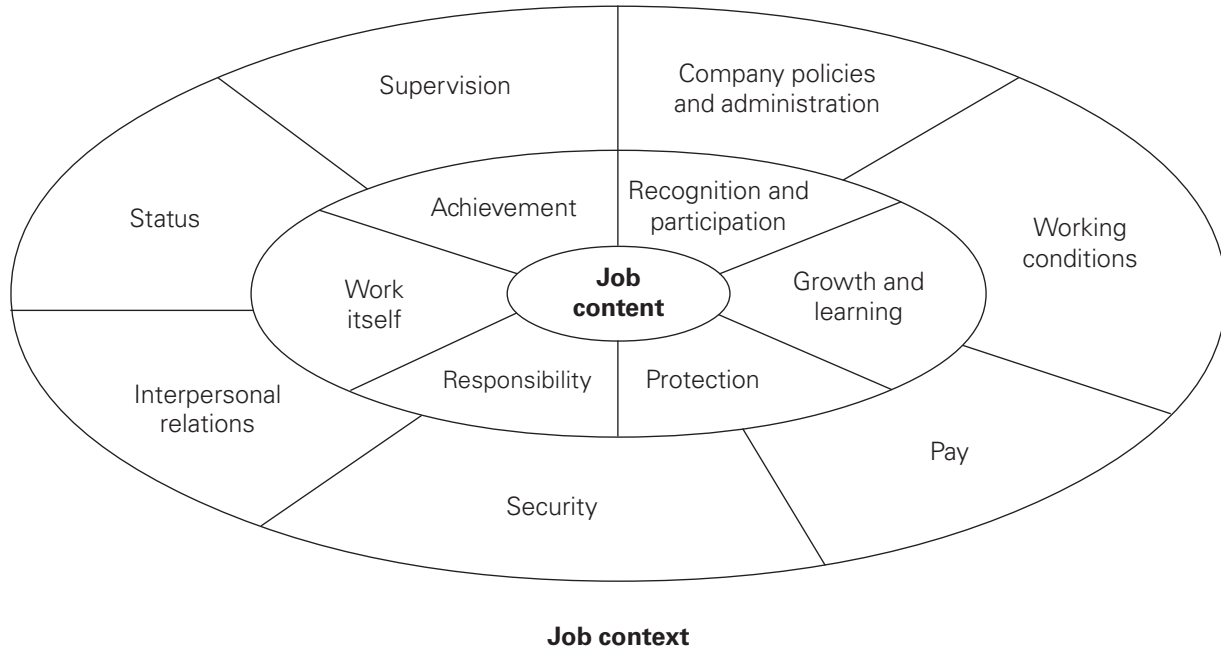 Supervision
Company policies
and administration
Status
Achievement
Recognition and
participation
Working
conditions
Work
itself
Job
content
Growth and
learning
Interpersonal
relations
Responsibility
Protection
Pay
Security
Job context